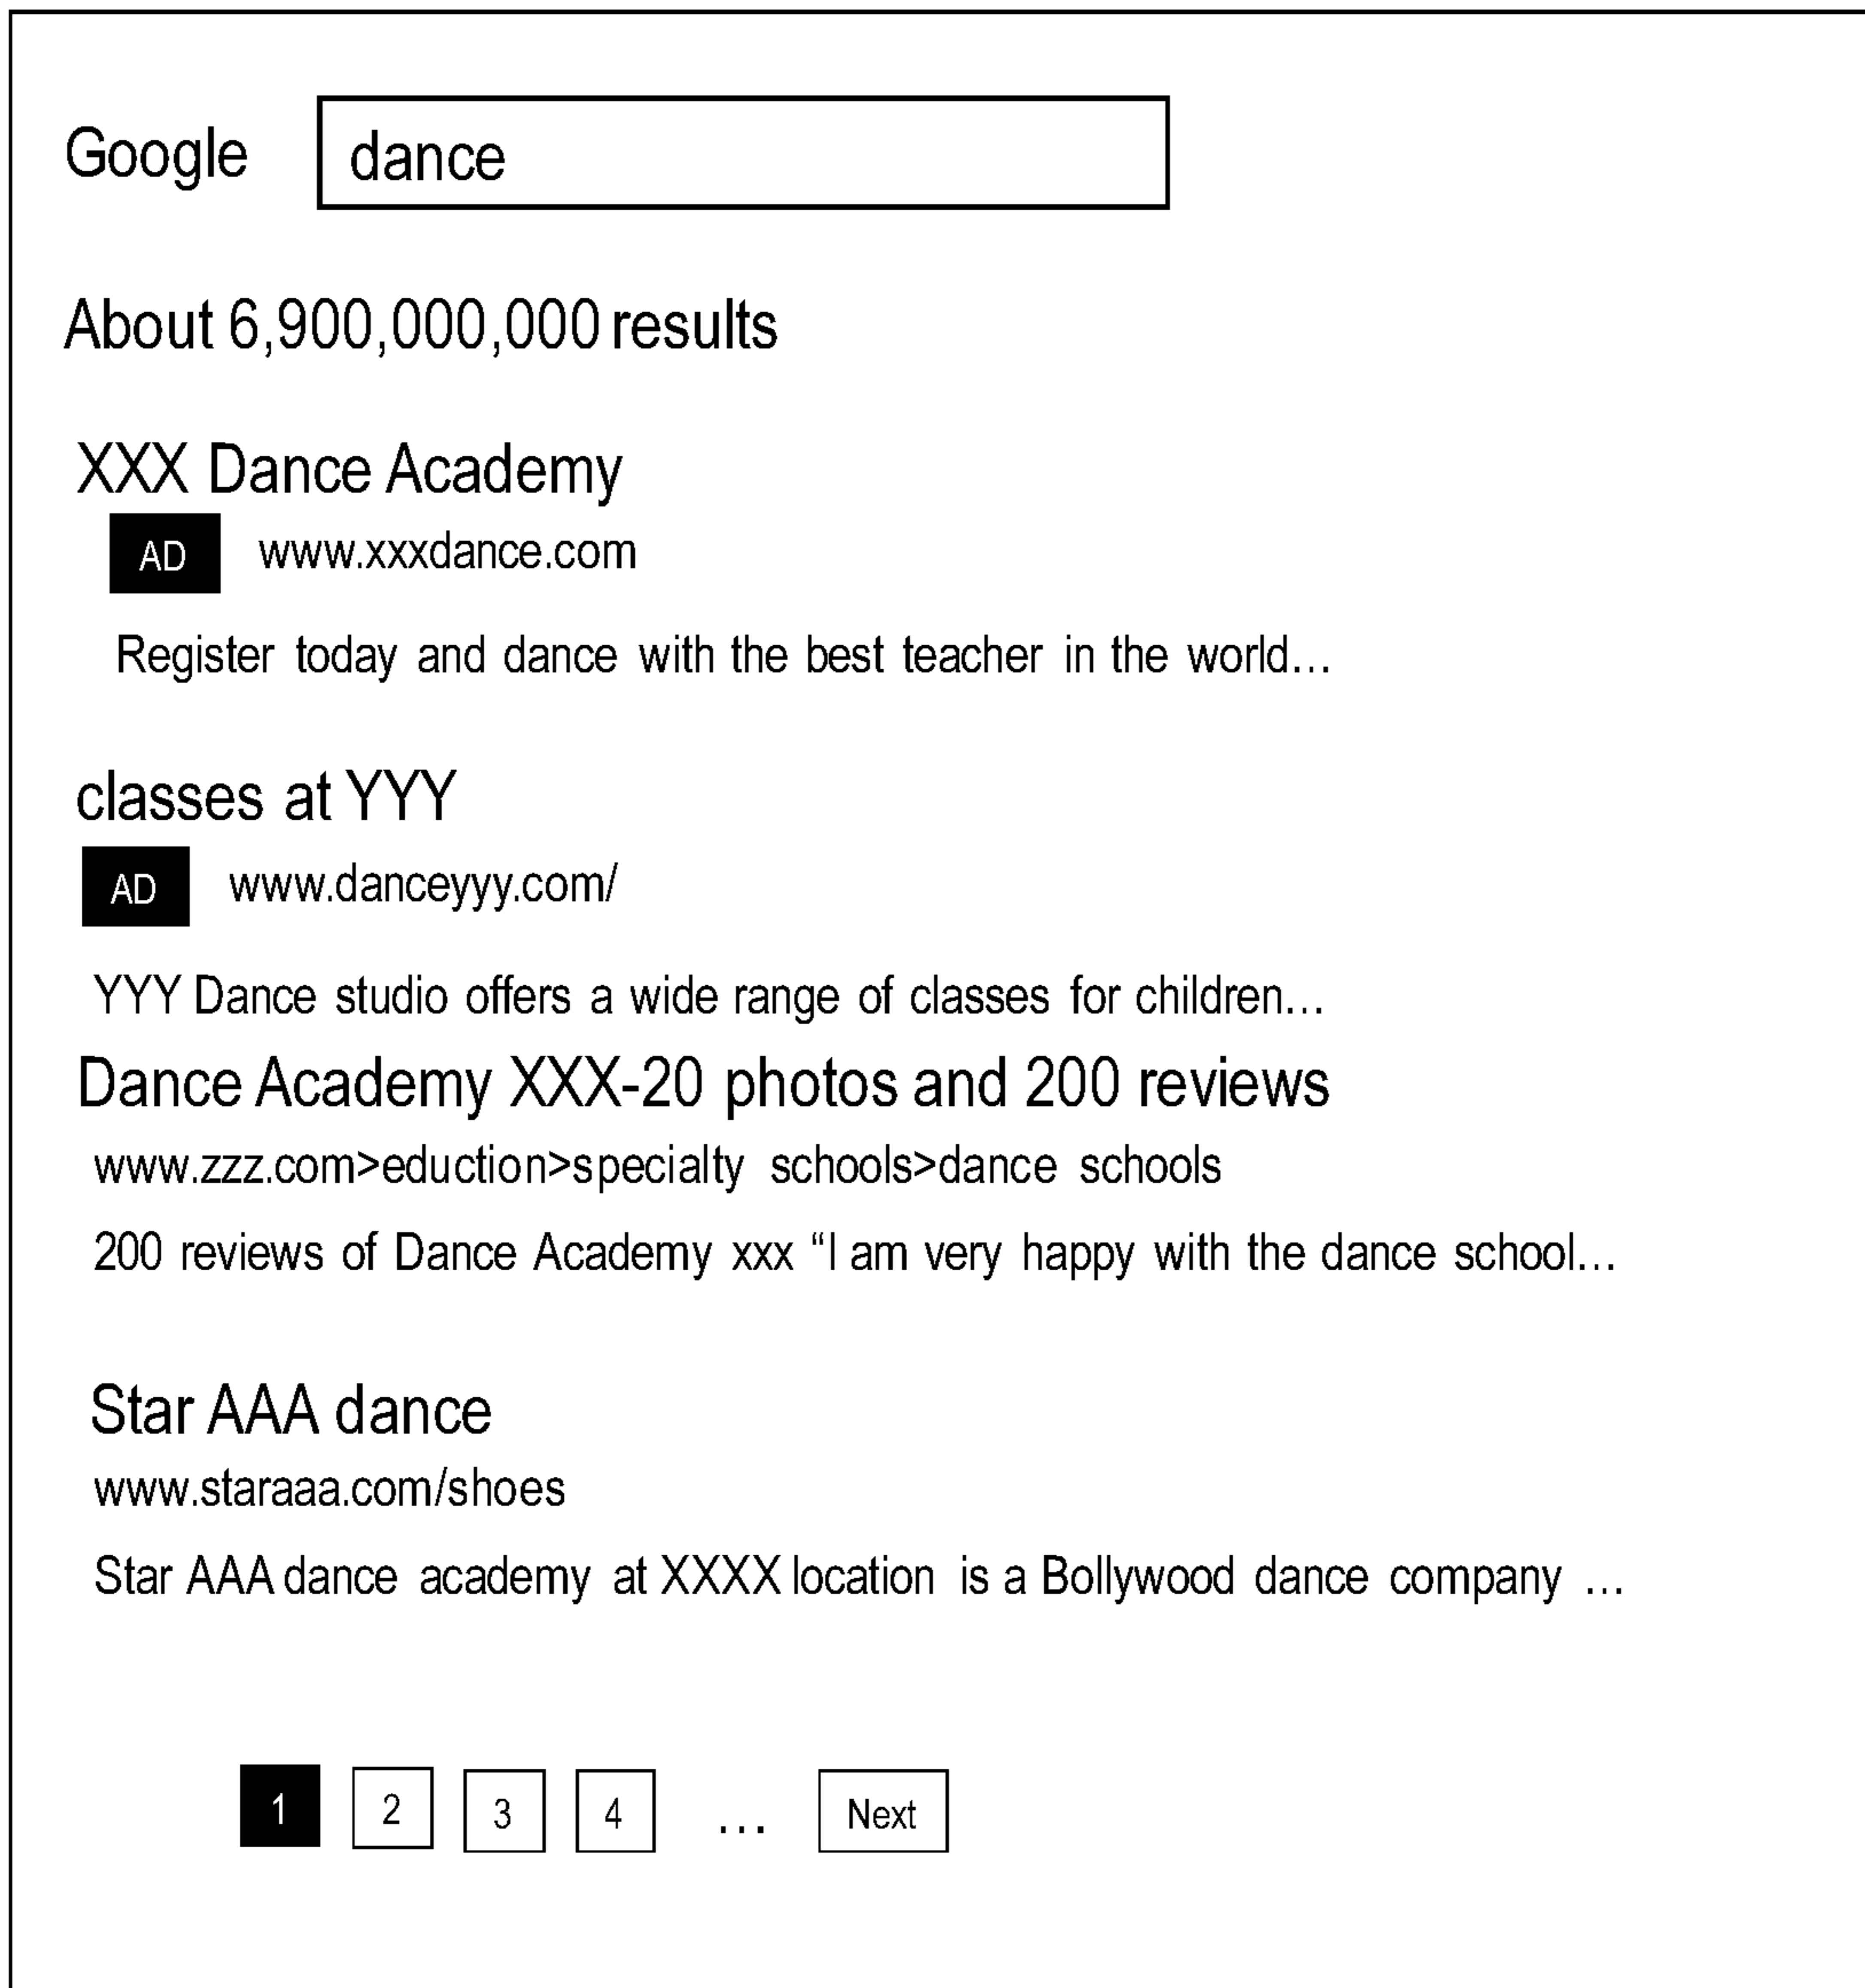 Google dance
About 6,900,000,000 results
XXX Dance Academy
AD www.xxxdance.com
Register today and dance with the best teacher in the world...
classes at YYY
AD www.danceyyy.com/
YYY Dance studio offers a wide range of classes for children...
Dance Academy XXX-20 photos and 200 reviews
www.zzz.com>eduction>specialty schools>dance schools
200 reviews of Dance Academy xxx “I am very happy with the dance school...
Star AAA dance
www.staraaa.com/shoes
Star AAA dance academy at XXXX location is a Bollywood dance company ...
1 2 3 4 ... Next